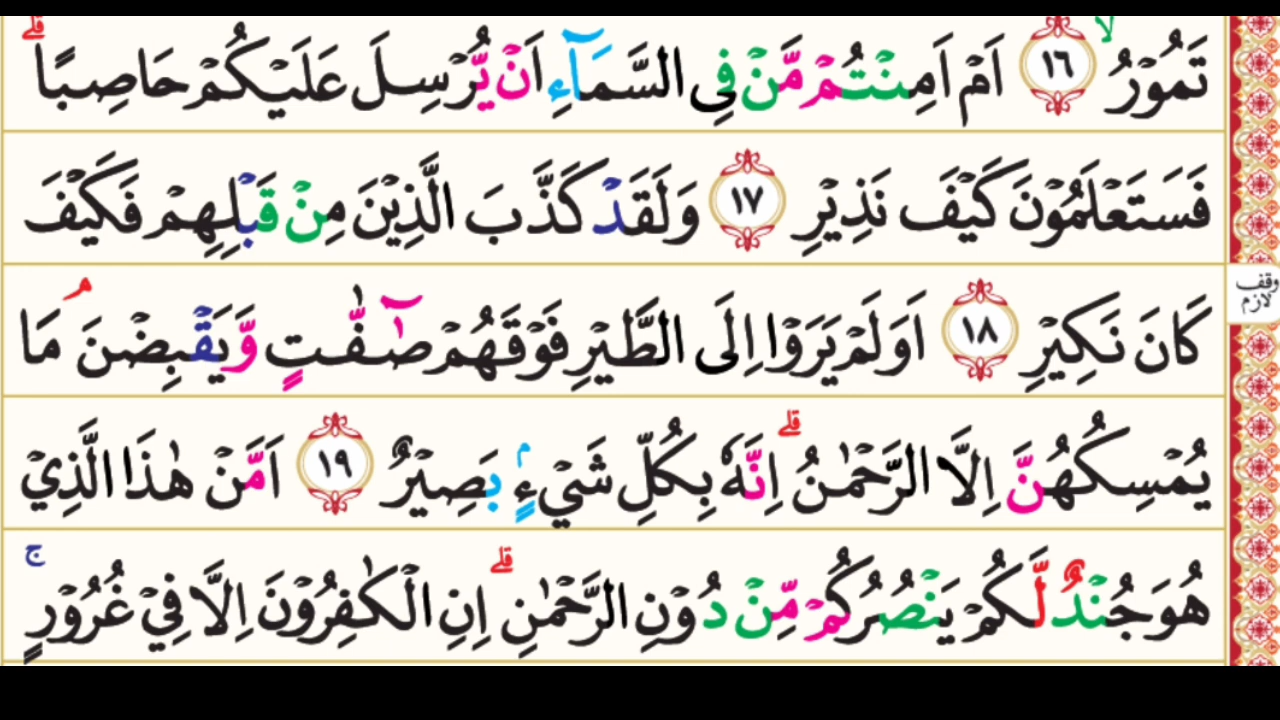 تَمُوْرُ ۙ ١٦ اَمْ اَمِنْتُمْ مَّنْ فِى السَّمَآءِ اَنْ يُّرْسِلَ عَلَيْكُمْ حَاصِبًا ۗ
فَسَتَعْلَمُوْنَ كَيْفَ نَذِيْرِ ١٧ وَلَقَدْ كَذَّبَ الَّذِيْنَ مِنْ قَبْلِهِمْ فَكَيْفَ
كَانَ نَكِيْرِ ١٨ اَوَلَمْ يَرَوْا اِلَى الطَّيْرِ فَوْقَهُمْ صٰۤفّٰتٍ وَّيَقْبِضْنَ ۘ مَا
وقف لازم
يُمْسِكُهُنَّ اِلَّا الرَّحْمٰنُ ۗ اِنَّهٗ بِكُلِّ شَيْءٍۢ بَصِيْرٌ ١٩ اَمَّنْ هٰذَا الَّذِيْ
هُوَ جُنْدٌ لَّكُمْ يَنْصُرُكُمْ مِّنْ دُوْنِ الرَّحْمٰنِ ۗ اِنِ الْكٰفِرُوْنَ اِلَّا فِيْ غُرُوْرٍ ۚ